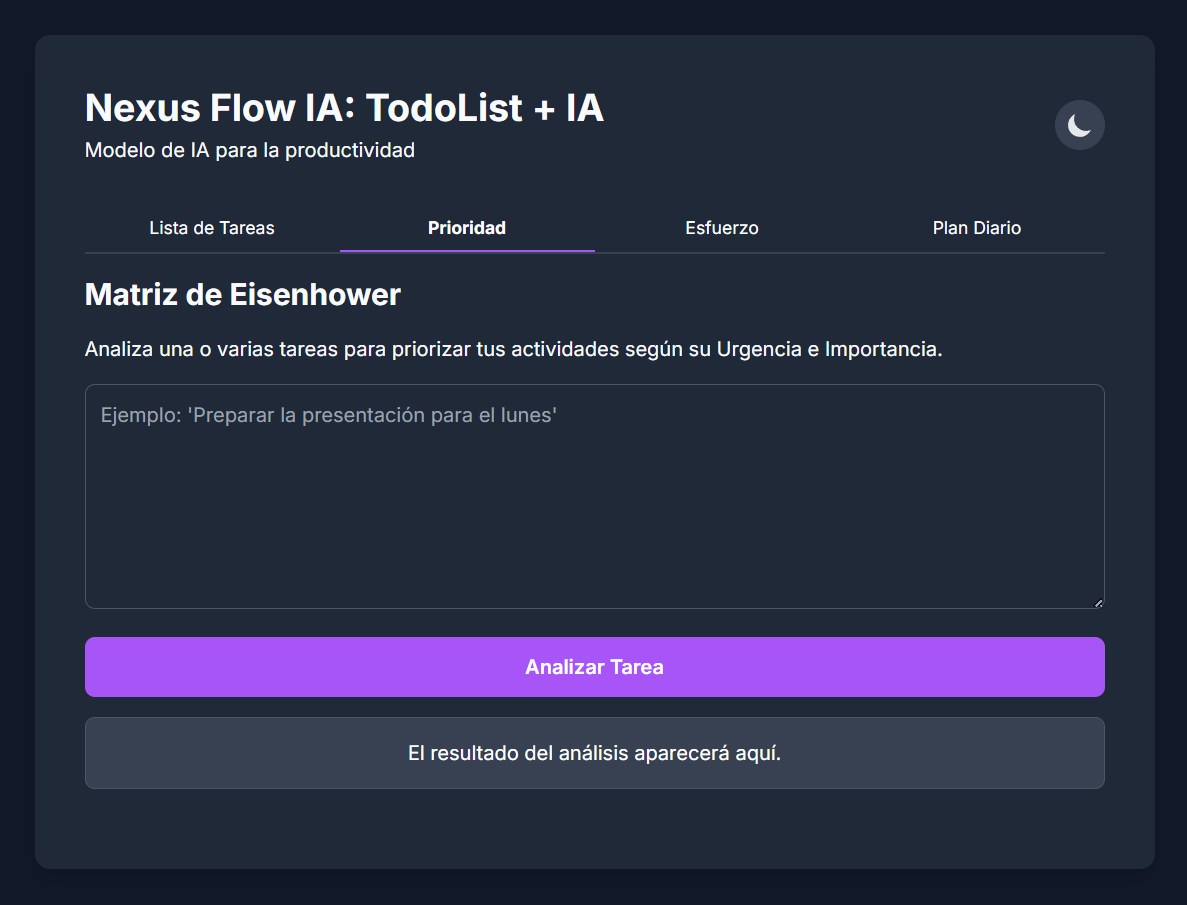 Nexus Flow IA: TodoList + IA
Modelo de IA para la productividad
Lista de Tareas
Prioridad
Esfuerzo
Plan Diario
Matriz de Eisenhower
Analiza una o varias tareas para priorizar tus actividades según su Urgencia e Importancia.
Ejemplo: 'Preparar la presentación para el lunes'
Analizar Tarea
El resultado del análisis aparecerá aquí.